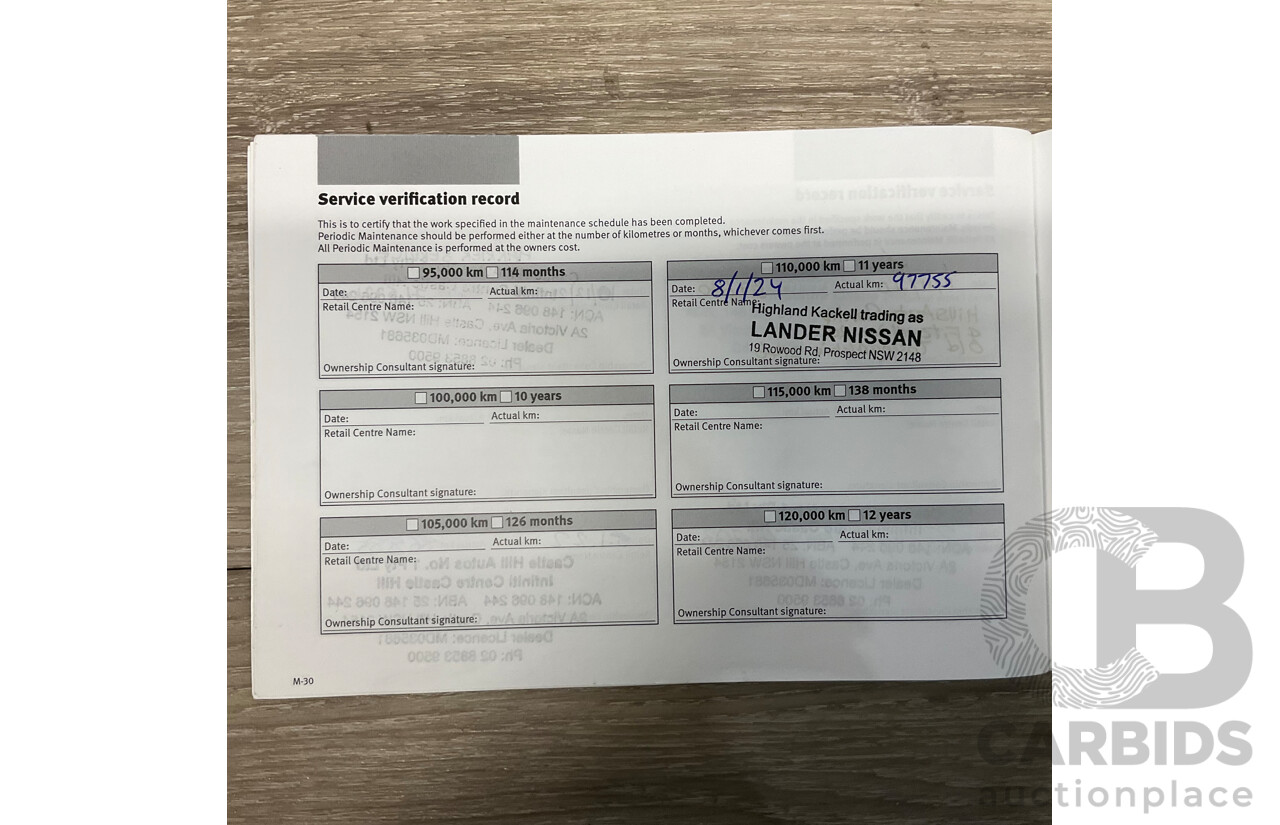 Service verification record
This is to certify that the work specified in the maintenance schedule has been completed.
Periodic Maintenance should be performed either at the number of kilometres or months, whichever comes first.
All Periodic Maintenance is performed at the owners cost.
95,000 km 114 months
Date: Actual km:
Retail Centre Name:
Ownership Consultant signature:
100,000 km 10 years
Date: Actual km:
Retail Centre Name:
Ownership Consultant signature:
105,000 km 126 months
Date: Actual km:
Retail Centre Name:
Ownership Consultant signature:
110,000 km 11 years
Date: 8/1/24 Actual km: 97755
Retail Centre Name:
Highland Kackell trading as
LANDER NISSAN
19 Rowood Rd, Prospect NSW 2148
Ownership Consultant signature:
115,000 km 138 months
Date: Actual km:
Retail Centre Name:
Ownership Consultant signature:
120,000 km 12 years
Date: Actual km:
Retail Centre Name:
Ownership Consultant signature:
M-30
CB
CARBIDS
auctionplace